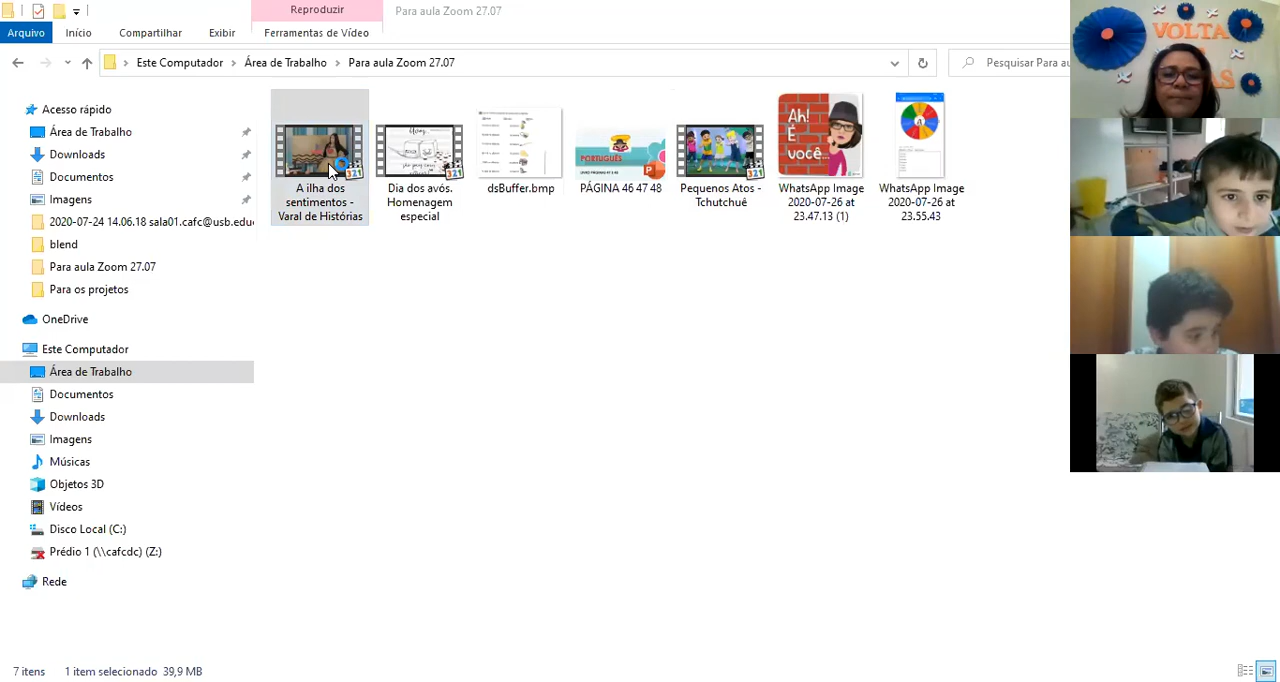 Reproduzir
Para aula Zoom 27.07
Arquivo
Início
Compartilhar
Exibir
Ferramentas de Vídeo
Este Computador
Área de Trabalho
Para aula Zoom 27.07
Pesquisar Para au
VOLTA
Acesso rápido
Área de Trabalho
Downloads
Documentos
Imagens
2020-07-24 14.06.18 sala01.cafc@usb.educ
blend
Para aula Zoom 27.07
Para os projetos
OneDrive
Este Computador
Área de Trabalho
Documentos
Downloads
Imagens
Músicas
Objetos 3D
Vídeos
Disco Local (C:)
Prédio 1 (\\cafcdc) (Z:)
Rede
321
A ilha dos
sentimentos -
Varal de Histórias
321
Dia dos avós.
Homenagem
especial
dsBuffer.bmp
PORTUGUÊS
PÁGINA 46 47 48
321
Pequenos Atos -
Tchutchuê
Ah!
É
você...
WhatsApp Image
2020-07-26 at
23.47.13 (1)
WhatsApp Image
2020-07-26 at
23.55.43
7 itens
1 item selecionado 39,9 MB